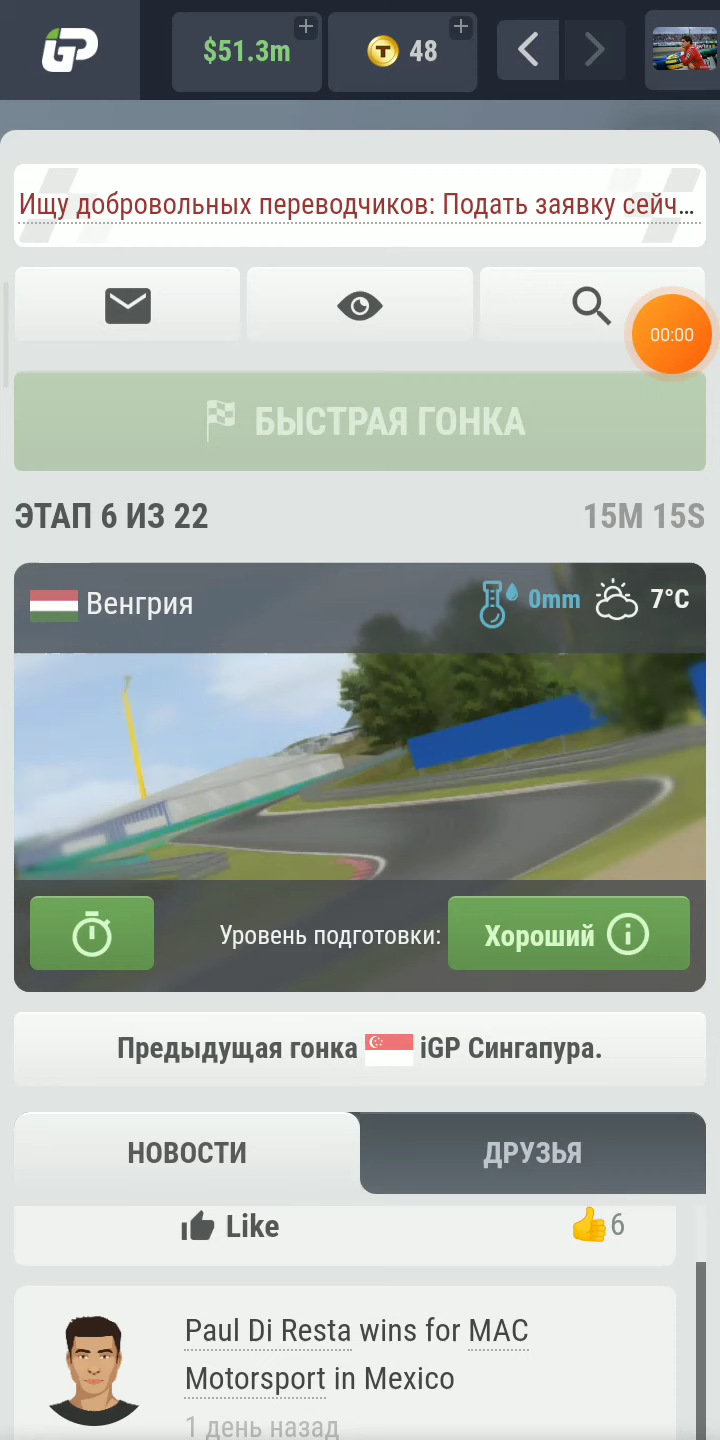 iGP
$51.3m
48
Ищу добровольных переводчиков: Подать заявку сейч...
00:00
БЫСТРАЯ ГОНКА
ЭТАП 6 ИЗ 22
15M 15S
Венгрия
0mm
7°C
Уровень подготовки:
Хороший
Предыдущая гонка iGP Сингапура.
НОВОСТИ
ДРУЗЬЯ
Like
6
Paul Di Resta wins for MAC
Motorsport in Mexico
1 день назад